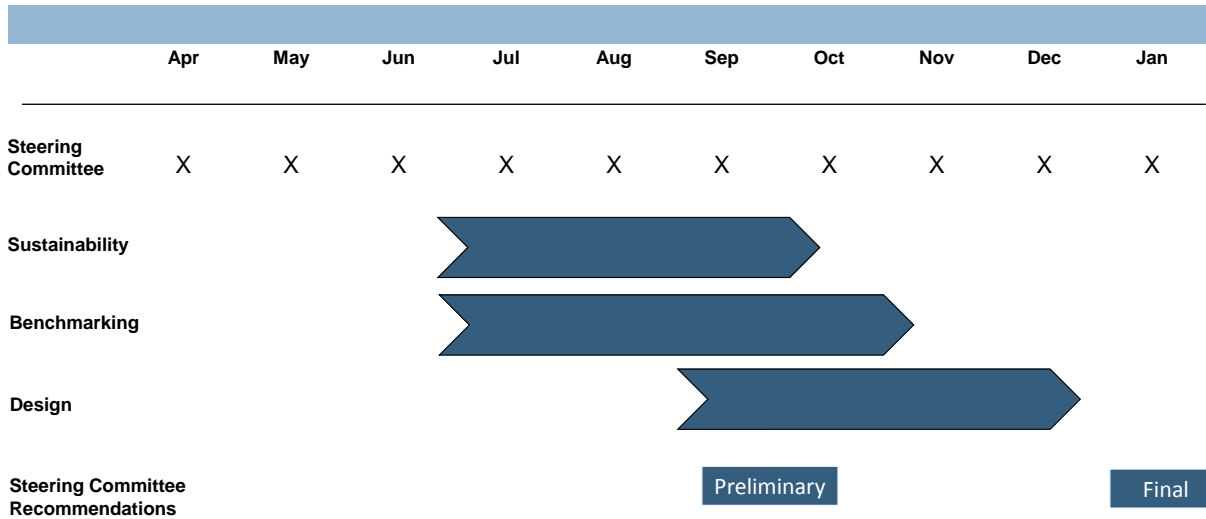 Apr May Jun Jul Aug Sep Oct Nov Dec Jan
Steering
Committee X X X X X X X X X X
Sustainability
Benchmarking
Design
Steering Committee
Recommendations
Preliminary
Final